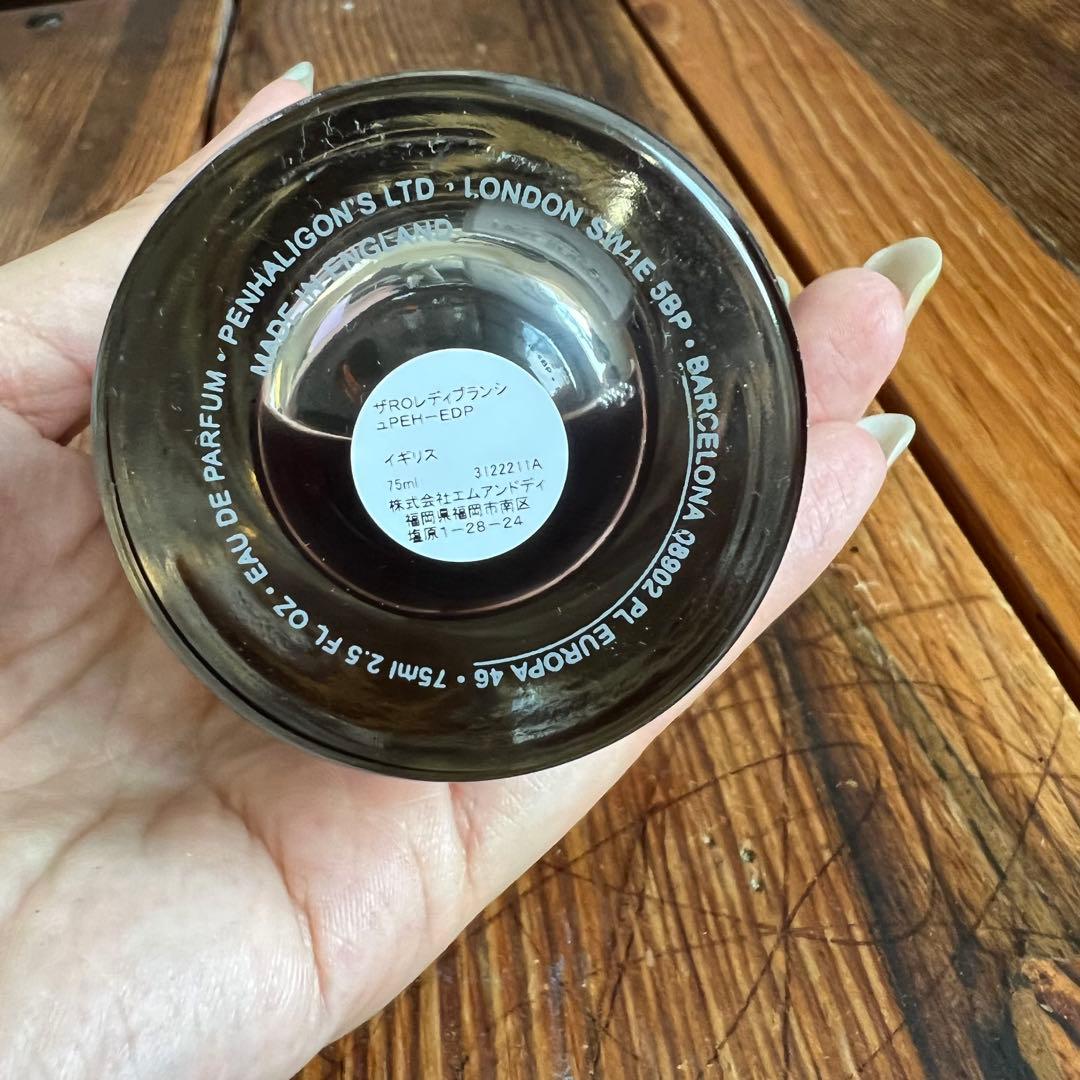 PENHALIGON'S LTD · LONDON SW1E 5BP · BARCELONA 08902 PL EUROPA 46 · 75ml 2.5 FL OZ · EAU DE PARFUM ·
MADE IN ENGLAND
ザROレディブランシ
ュPEH－EDP
イギリス
75ml 3122211A
株式会社エムアンドディ
福岡県福岡市南区
塩原1－28－24